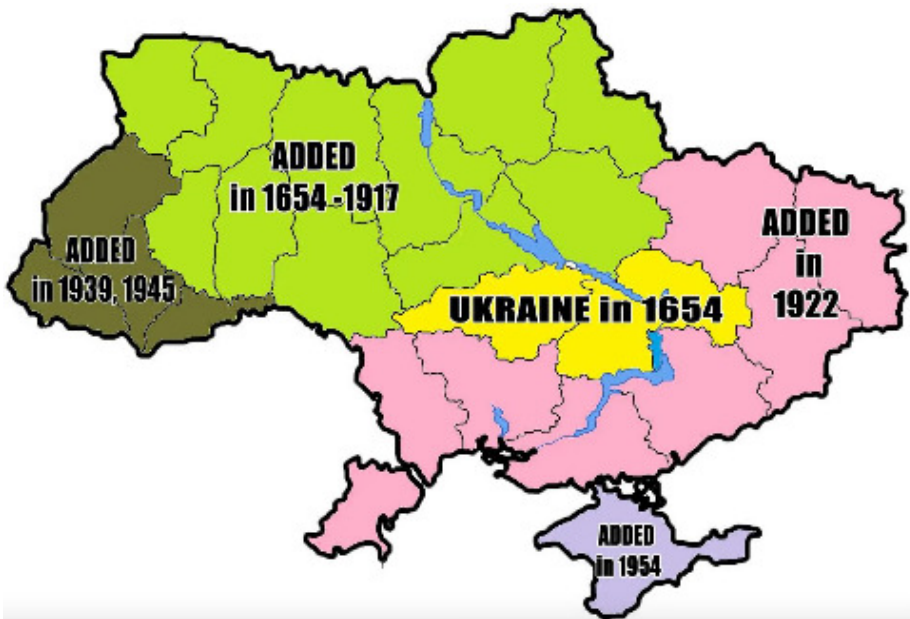 ADDED
in 1654-1917
ADDED
in 1939, 1945
UKRAINE in 1654
ADDED
in
1922
ADDED
in 1954